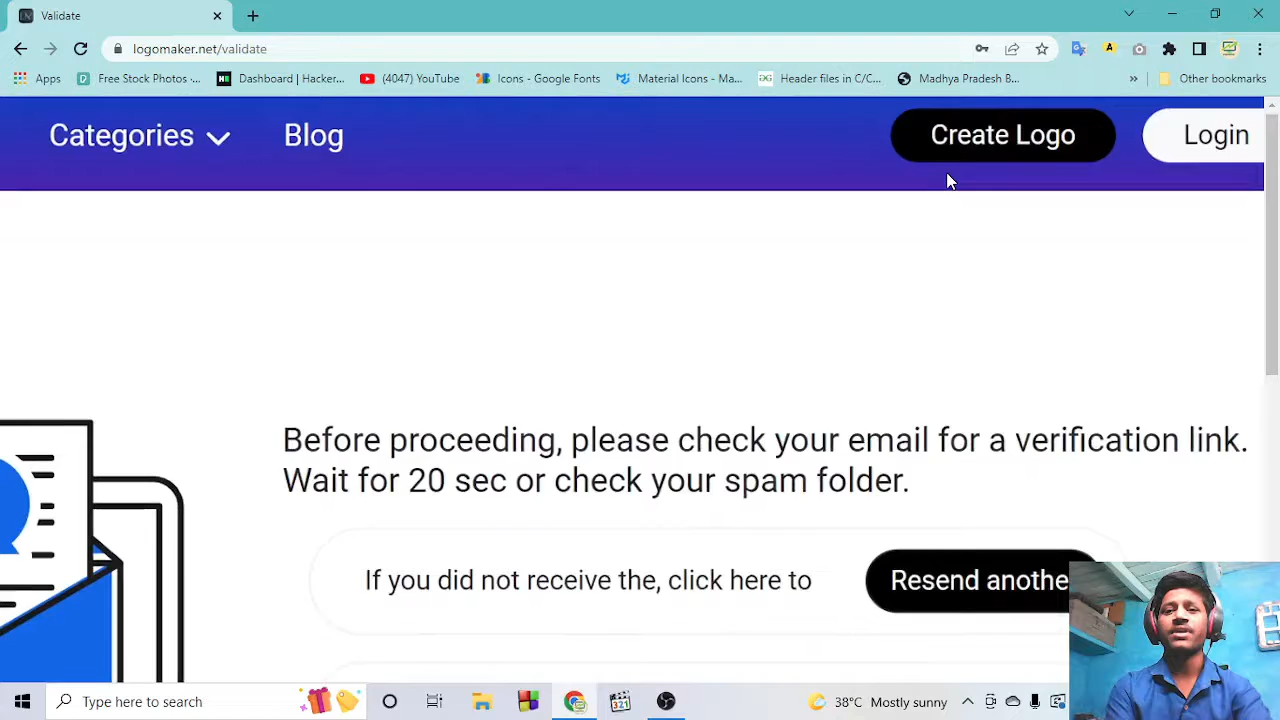 Validate
logomaker.net/validate
Apps
Free Stock Photos -...
Dashboard | Hacker...
(4047) YouTube
Icons - Google Fonts
Material Icons - Ma...
Header files in C/C...
Madhya Pradesh B...
»
Other bookmarks
Categories
Blog
Create Logo
Login
Before proceeding, please check your email for a verification link.
Wait for 20 sec or check your spam folder.
If you did not receive the, click here to
Resend anothe
Type here to search
321
38°C Mostly sunny